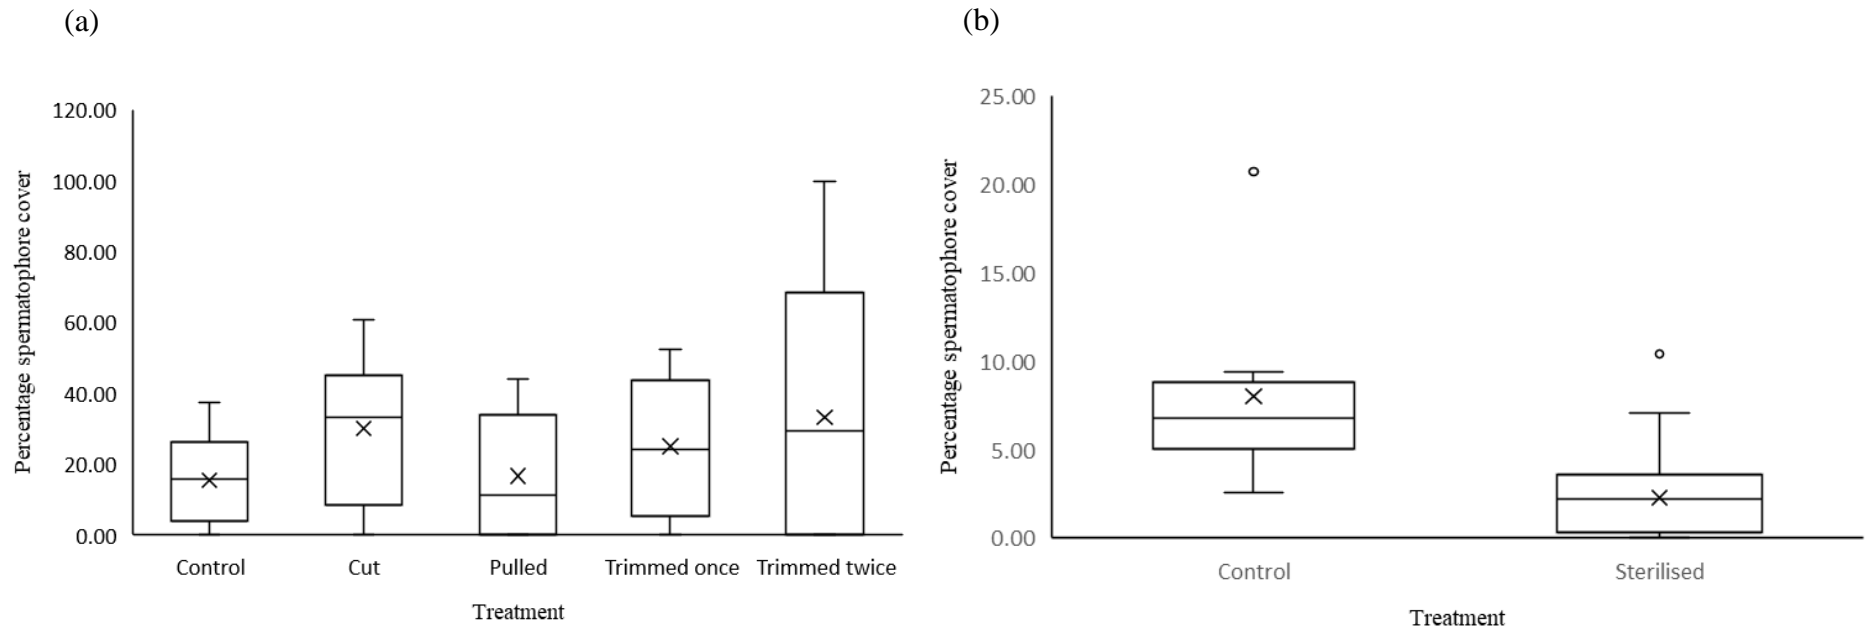 (a)
120.00
100.00
80.00
60.00
40.00
20.00
0.00
Percentage spermatophore cover
Control Cut Pulled Trimmed once Trimmed twice
Treatment
(b)
25.00
20.00
15.00
10.00
5.00
0.00
Percentage spermatophore cover
Control Sterilised
Treatment